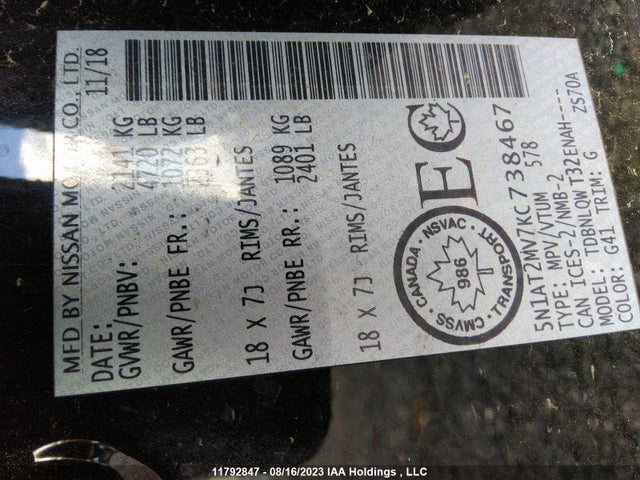 MFD BY NISSAN MOTOR CO., LTD.
DATE: 11/18
GVWR/PNBV: 2141 KG
4720 LB
GAWR/PNBE FR.: 1072 KG
LB
18 X 7J RIMS/JANTES
GAWR/PNBE RR.: 1089 KG
2401 LB
18 X 7J RIMS/JANTES
EC
CANADA · NSVAC · TRANSPORT · CMVSS
986
5N1AT2MV7KC738467
TYPE: MPV/VTUM 578
CAN ICES-2/NMB-2
MODEL: TDBNLOWT32ENAH----
COLOR: G41 TRIM: G ZS70A
11792847 - 08/16/2023 IAA Holdings , LLC